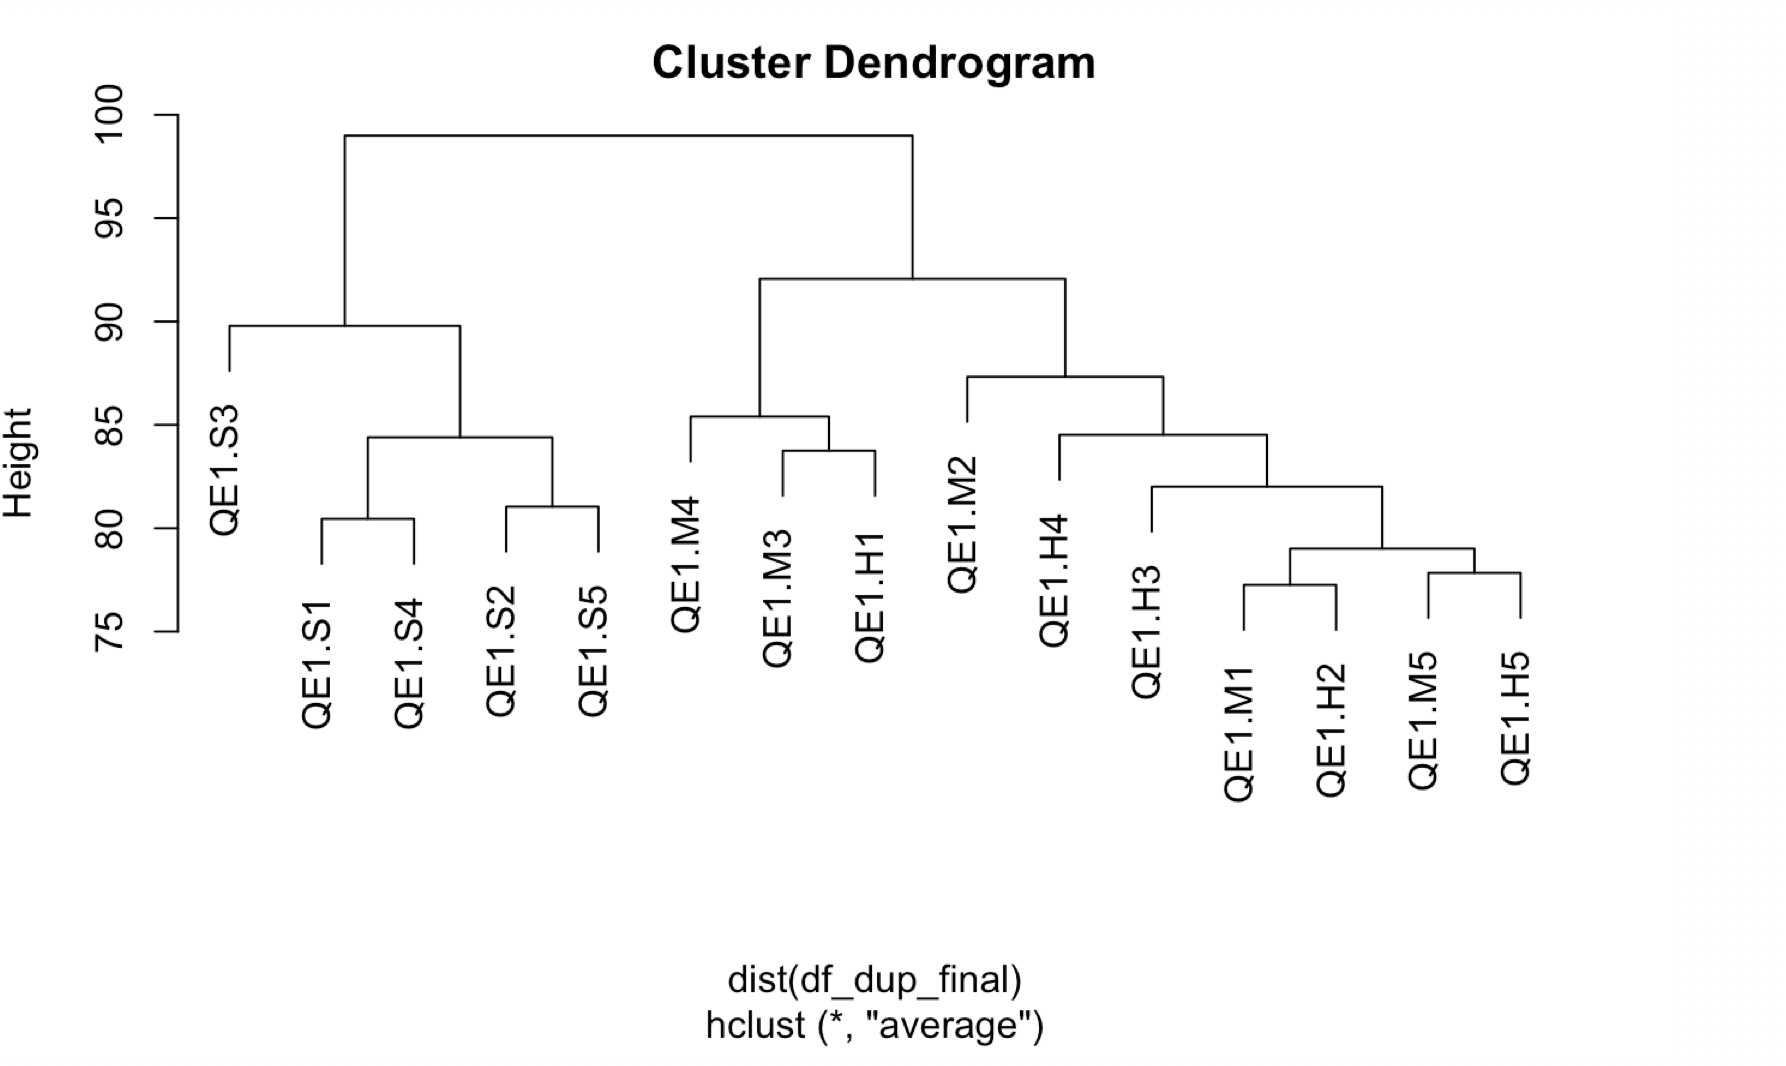 Cluster Dendrogram
Height
100
95
90
85
80
75
QE1.S3
QE1.S1
QE1.S4
QE1.S2
QE1.S5
QE1.M4
QE1.M3
QE1.H1
QE1.M2
QE1.H4
QE1.H3
QE1.M1
QE1.H2
QE1.M5
QE1.H5
dist(df_dup_final)
hclust (*, "average")